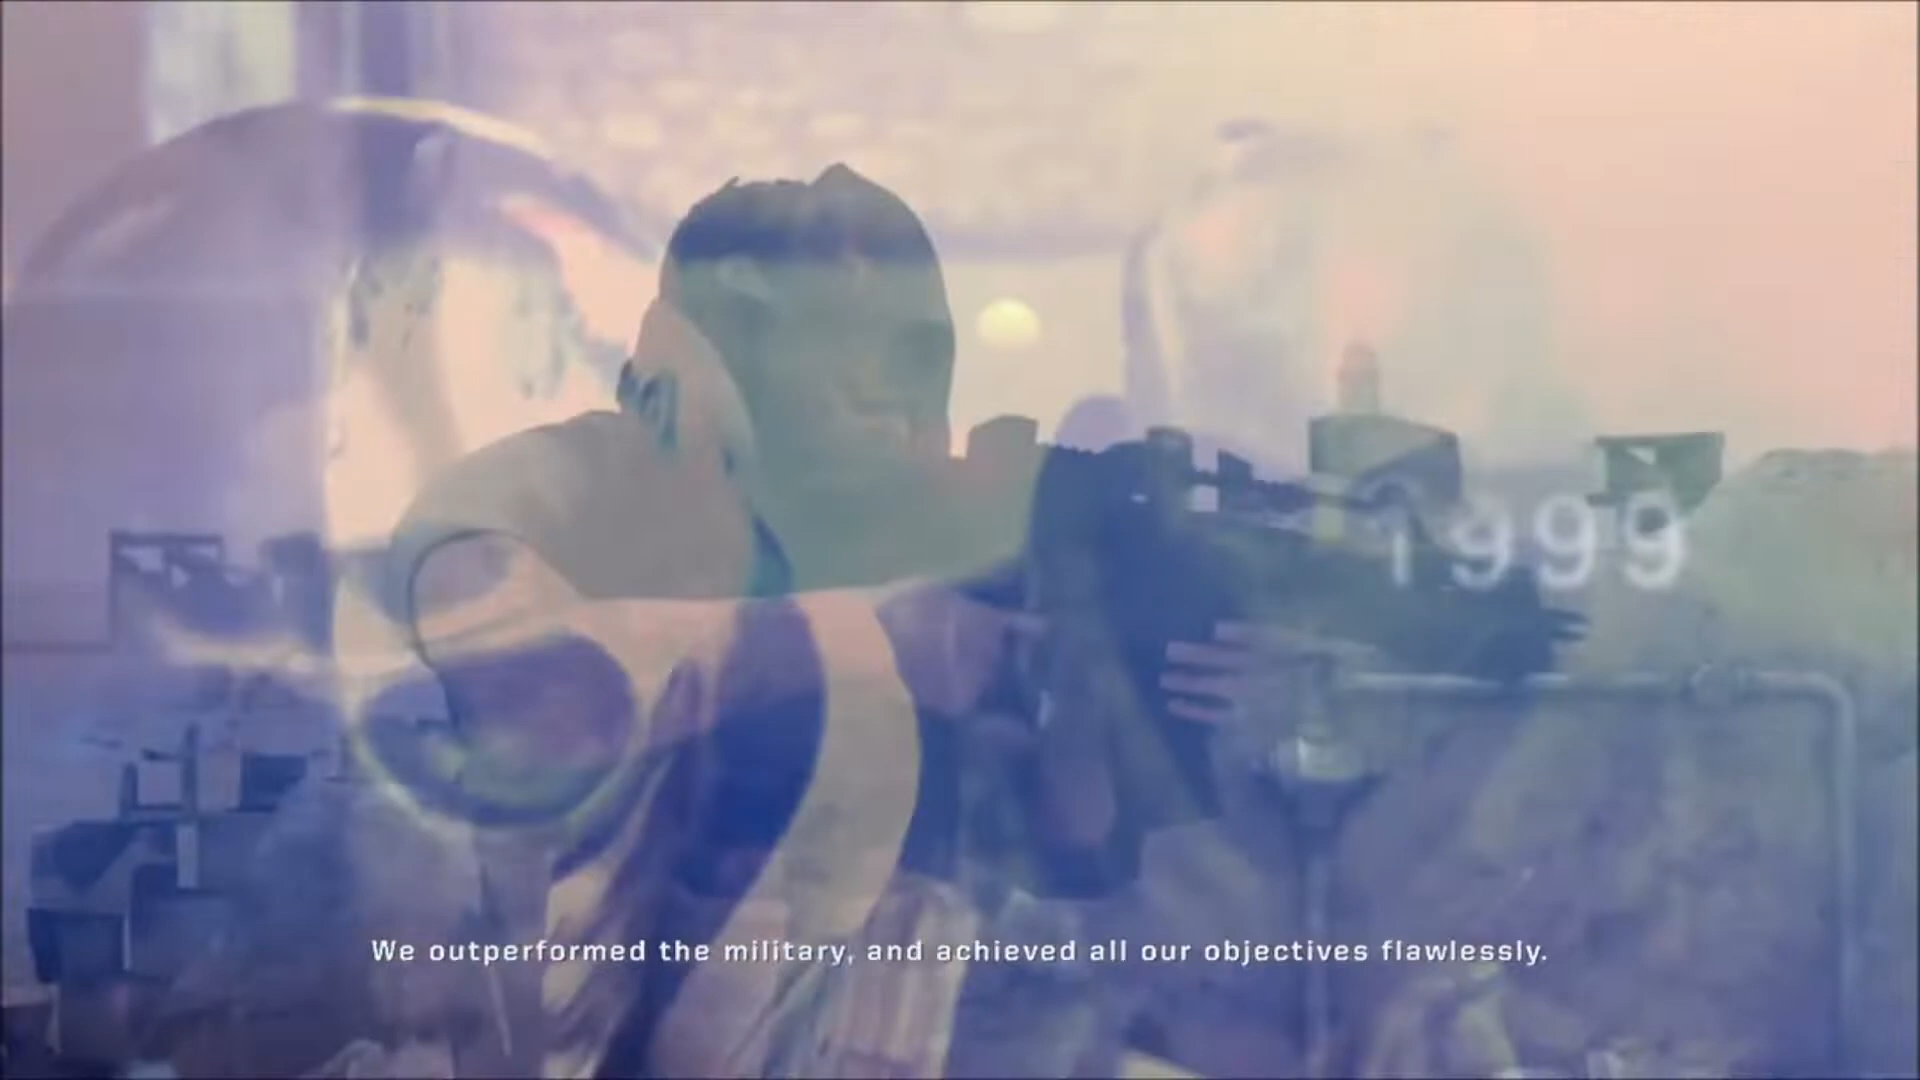 1999
We outperformed the military, and achieved all our objectives flawlessly.